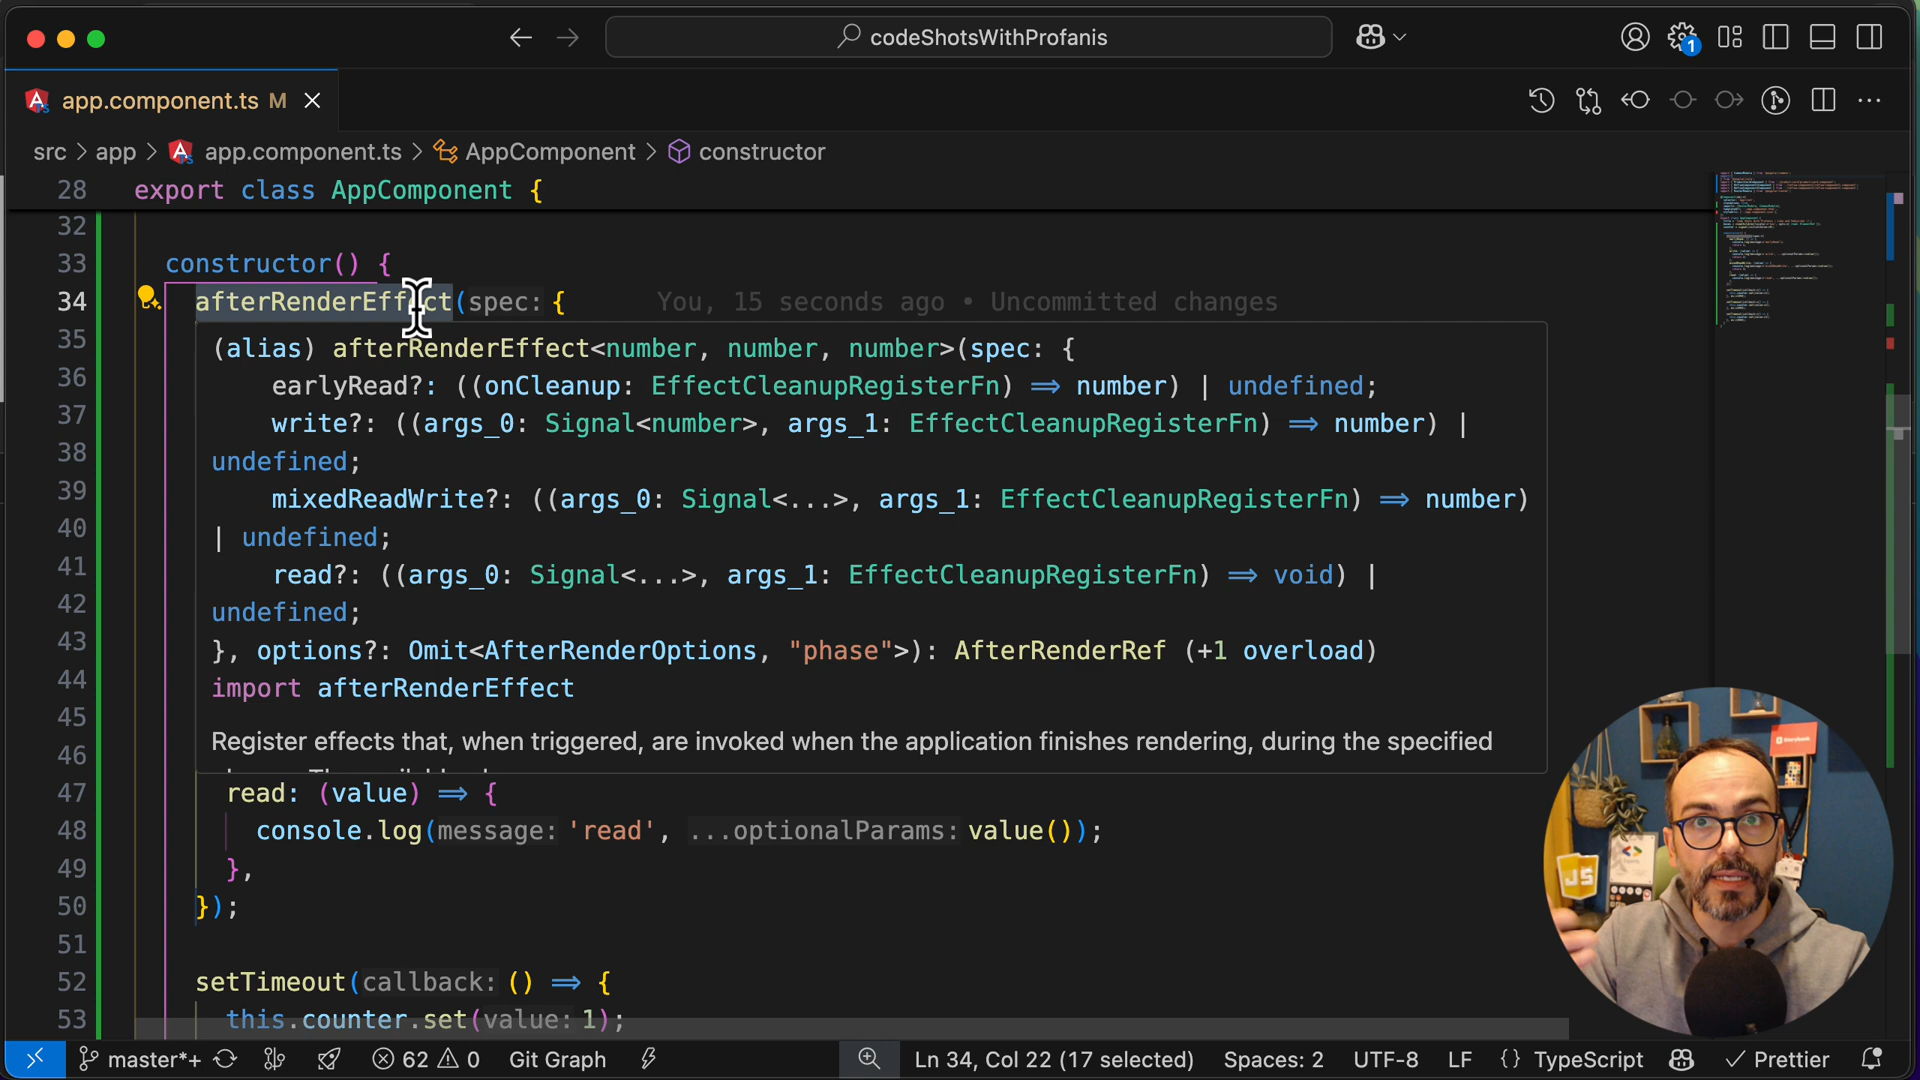 codeShotsWithProfanis
1
app.component.ts M
src > app > app.component.ts > AppComponent > constructor
28 export class AppComponent {
32
33 constructor() {
34 afterRenderEffect(spec: { You, 15 seconds ago • Uncommitted changes
35 (alias) afterRenderEffect<number, number, number>(spec: {
36 earlyRead?: ((onCleanup: EffectCleanupRegisterFn) => number) | undefined;
37 write?: ((args_0: Signal<number>, args_1: EffectCleanupRegisterFn) => number) |
38 undefined;
39 mixedReadWrite?: ((args_0: Signal<...>, args_1: EffectCleanupRegisterFn) => number)
40 | undefined;
41 read?: ((args_0: Signal<...>, args_1: EffectCleanupRegisterFn) => void) |
42 undefined;
43 }, options?: Omit<AfterRenderOptions, "phase">): AfterRenderRef (+1 overload)
44 import afterRenderEffect
45
46 Register effects that, when triggered, are invoked when the application finishes rendering, during the specified
47 read: (value) => {
48 console.log(message: 'read', ...optionalParams: value());
49 },
50 });
51
52 setTimeout(callback: () => {
53 this.counter.set(value: 1);
JS
master*+ 62 0 Git Graph Ln 34, Col 22 (17 selected) Spaces: 2 UTF-8 LF {} TypeScript Prettier